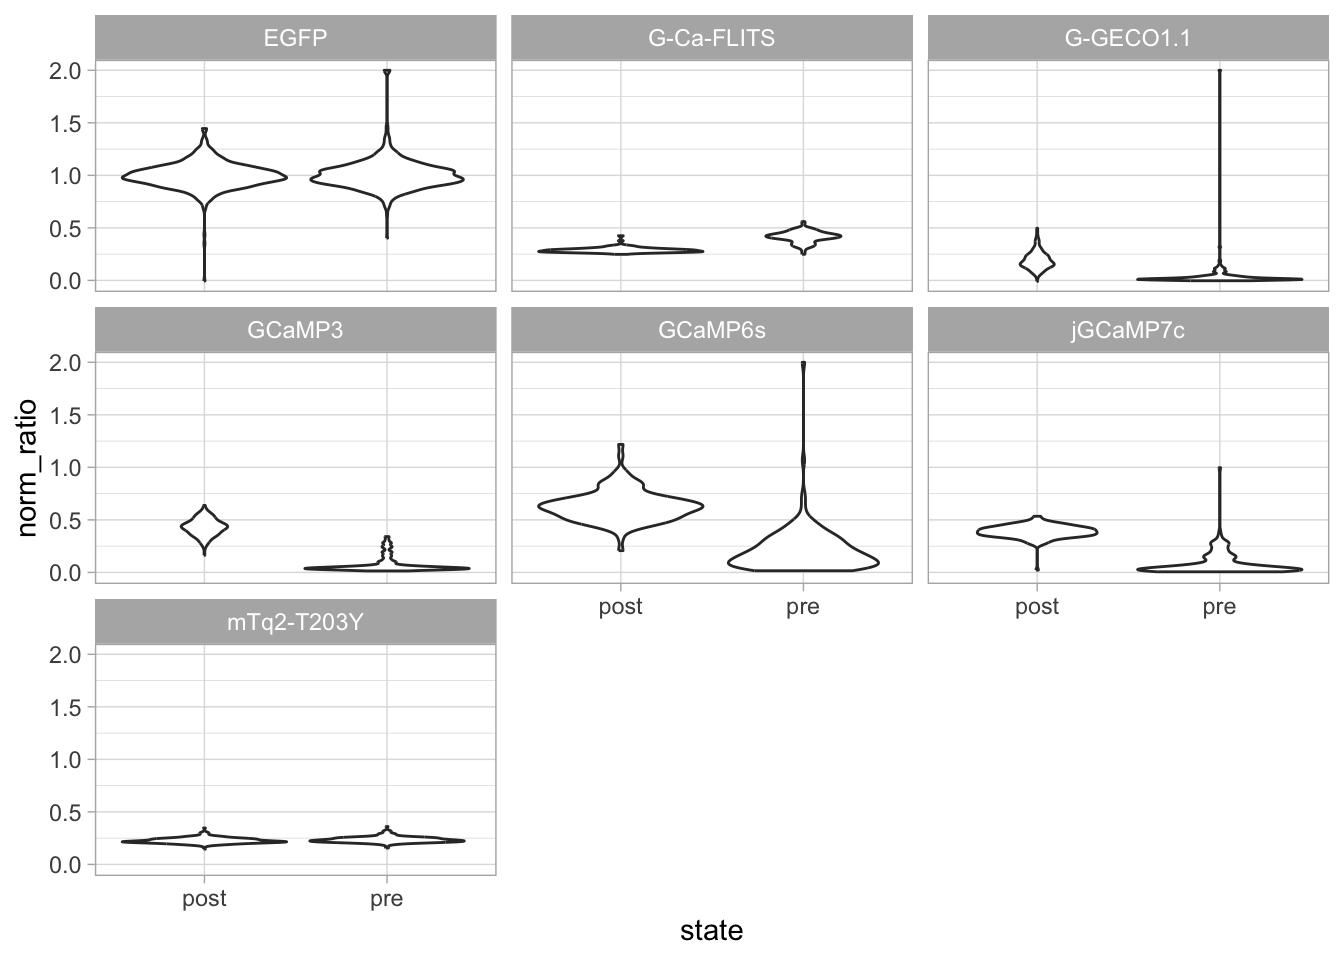 EGFP
G-Ca-FLITS
G-GECO1.1
2.0
1.5
1.0
0.5
0.0
GCaMP3
GCaMP6s
jGCaMP7c
2.0
1.5
1.0
0.5
0.0
norm_ratio
post
pre
post
pre
mTq2-T203Y
2.0
1.5
1.0
0.5
0.0
post
pre
state